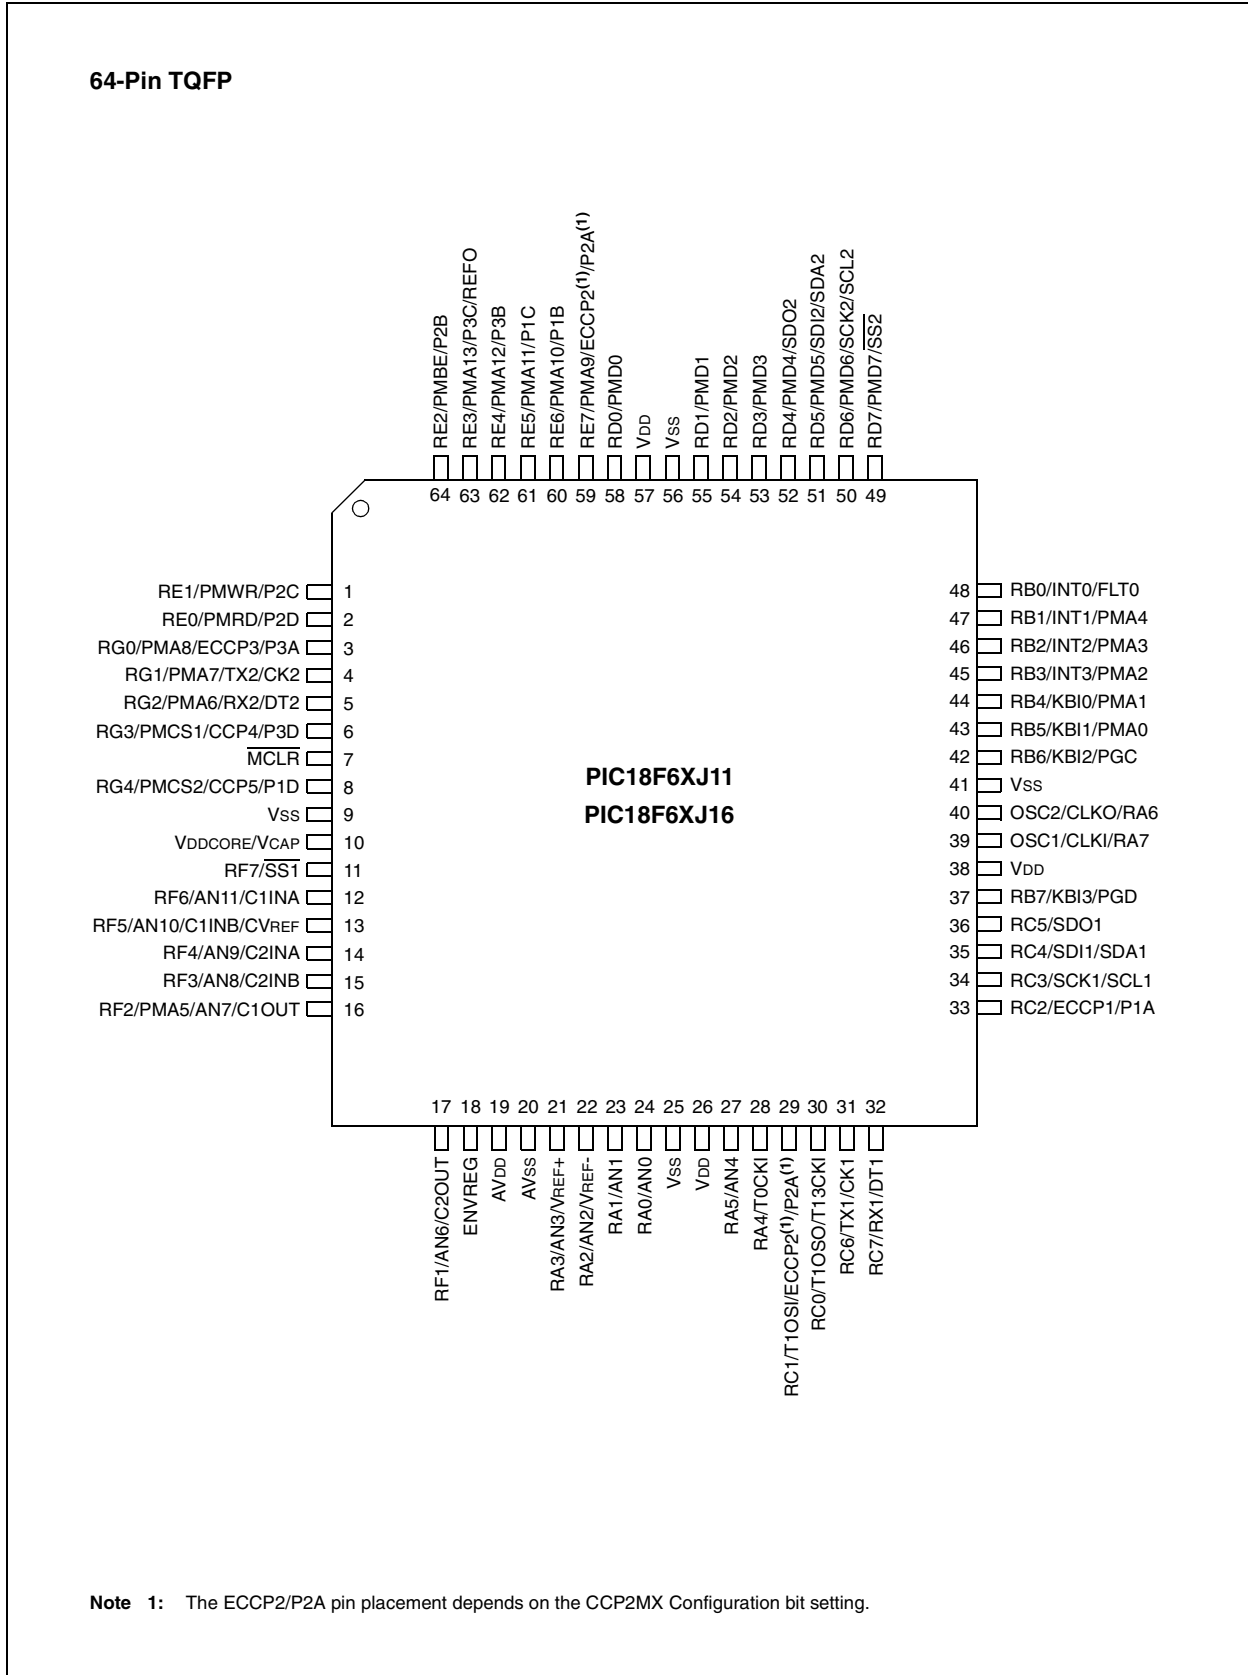 64-Pin TQFP
RE2/PMBE/P2B
RE3/PMA13/P3C/REFO
RE4/PMA12/P3B
RE5/PMA11/P1C
RE6/PMA10/P1B
RE7/PMA9/ECCP2(1)/P2A(1)
RD0/PMD0
VDD
VSS
RD1/PMD1
RD2/PMD2
RD3/PMD3
RD4/PMD4/SDO2
RD5/PMD5/SDI2/SDA2
RD6/PMD6/SCK2/SCL2
RD7/PMD7/SS2
64 63 62 61 60 59 58 57 56 55 54 53 52 51 50 49
RE1/PMWR/P2C 1
RE0/PMRD/P2D 2
RG0/PMA8/ECCP3/P3A 3
RG1/PMA7/TX2/CK2 4
RG2/PMA6/RX2/DT2 5
RG3/PMCS1/CCP4/P3D 6
MCLR 7
RG4/PMCS2/CCP5/P1D 8
VSS 9
VDDCORE/VCAP 10
RF7/SS1 11
RF6/AN11/C1INA 12
RF5/AN10/C1INB/CVREF 13
RF4/AN9/C2INA 14
RF3/AN8/C2INB 15
RF2/PMA5/AN7/C1OUT 16
PIC18F6XJ11
PIC18F6XJ16
48 RB0/INT0/FLT0
47 RB1/INT1/PMA4
46 RB2/INT2/PMA3
45 RB3/INT3/PMA2
44 RB4/KBI0/PMA1
43 RB5/KBI1/PMA0
42 RB6/KBI2/PGC
41 VSS
40 OSC2/CLKO/RA6
39 OSC1/CLKI/RA7
38 VDD
37 RB7/KBI3/PGD
36 RC5/SDO1
35 RC4/SDI1/SDA1
34 RC3/SCK1/SCL1
33 RC2/ECCP1/P1A
17 18 19 20 21 22 23 24 25 26 27 28 29 30 31 32
RF1/AN6/C2OUT
ENVREG
AVDD
AVSS
RA3/AN3/VREF+
RA2/AN2/VREF-
RA1/AN1
RA0/AN0
VSS
VDD
RA5/AN4
RA4/T0CKI
RC1/T1OSI/ECCP2(1)/P2A(1)
RC0/T1OSO/T13CKI
RC6/TX1/CK1
RC7/RX1/DT1
Note 1: The ECCP2/P2A pin placement depends on the CCP2MX Configuration bit setting.